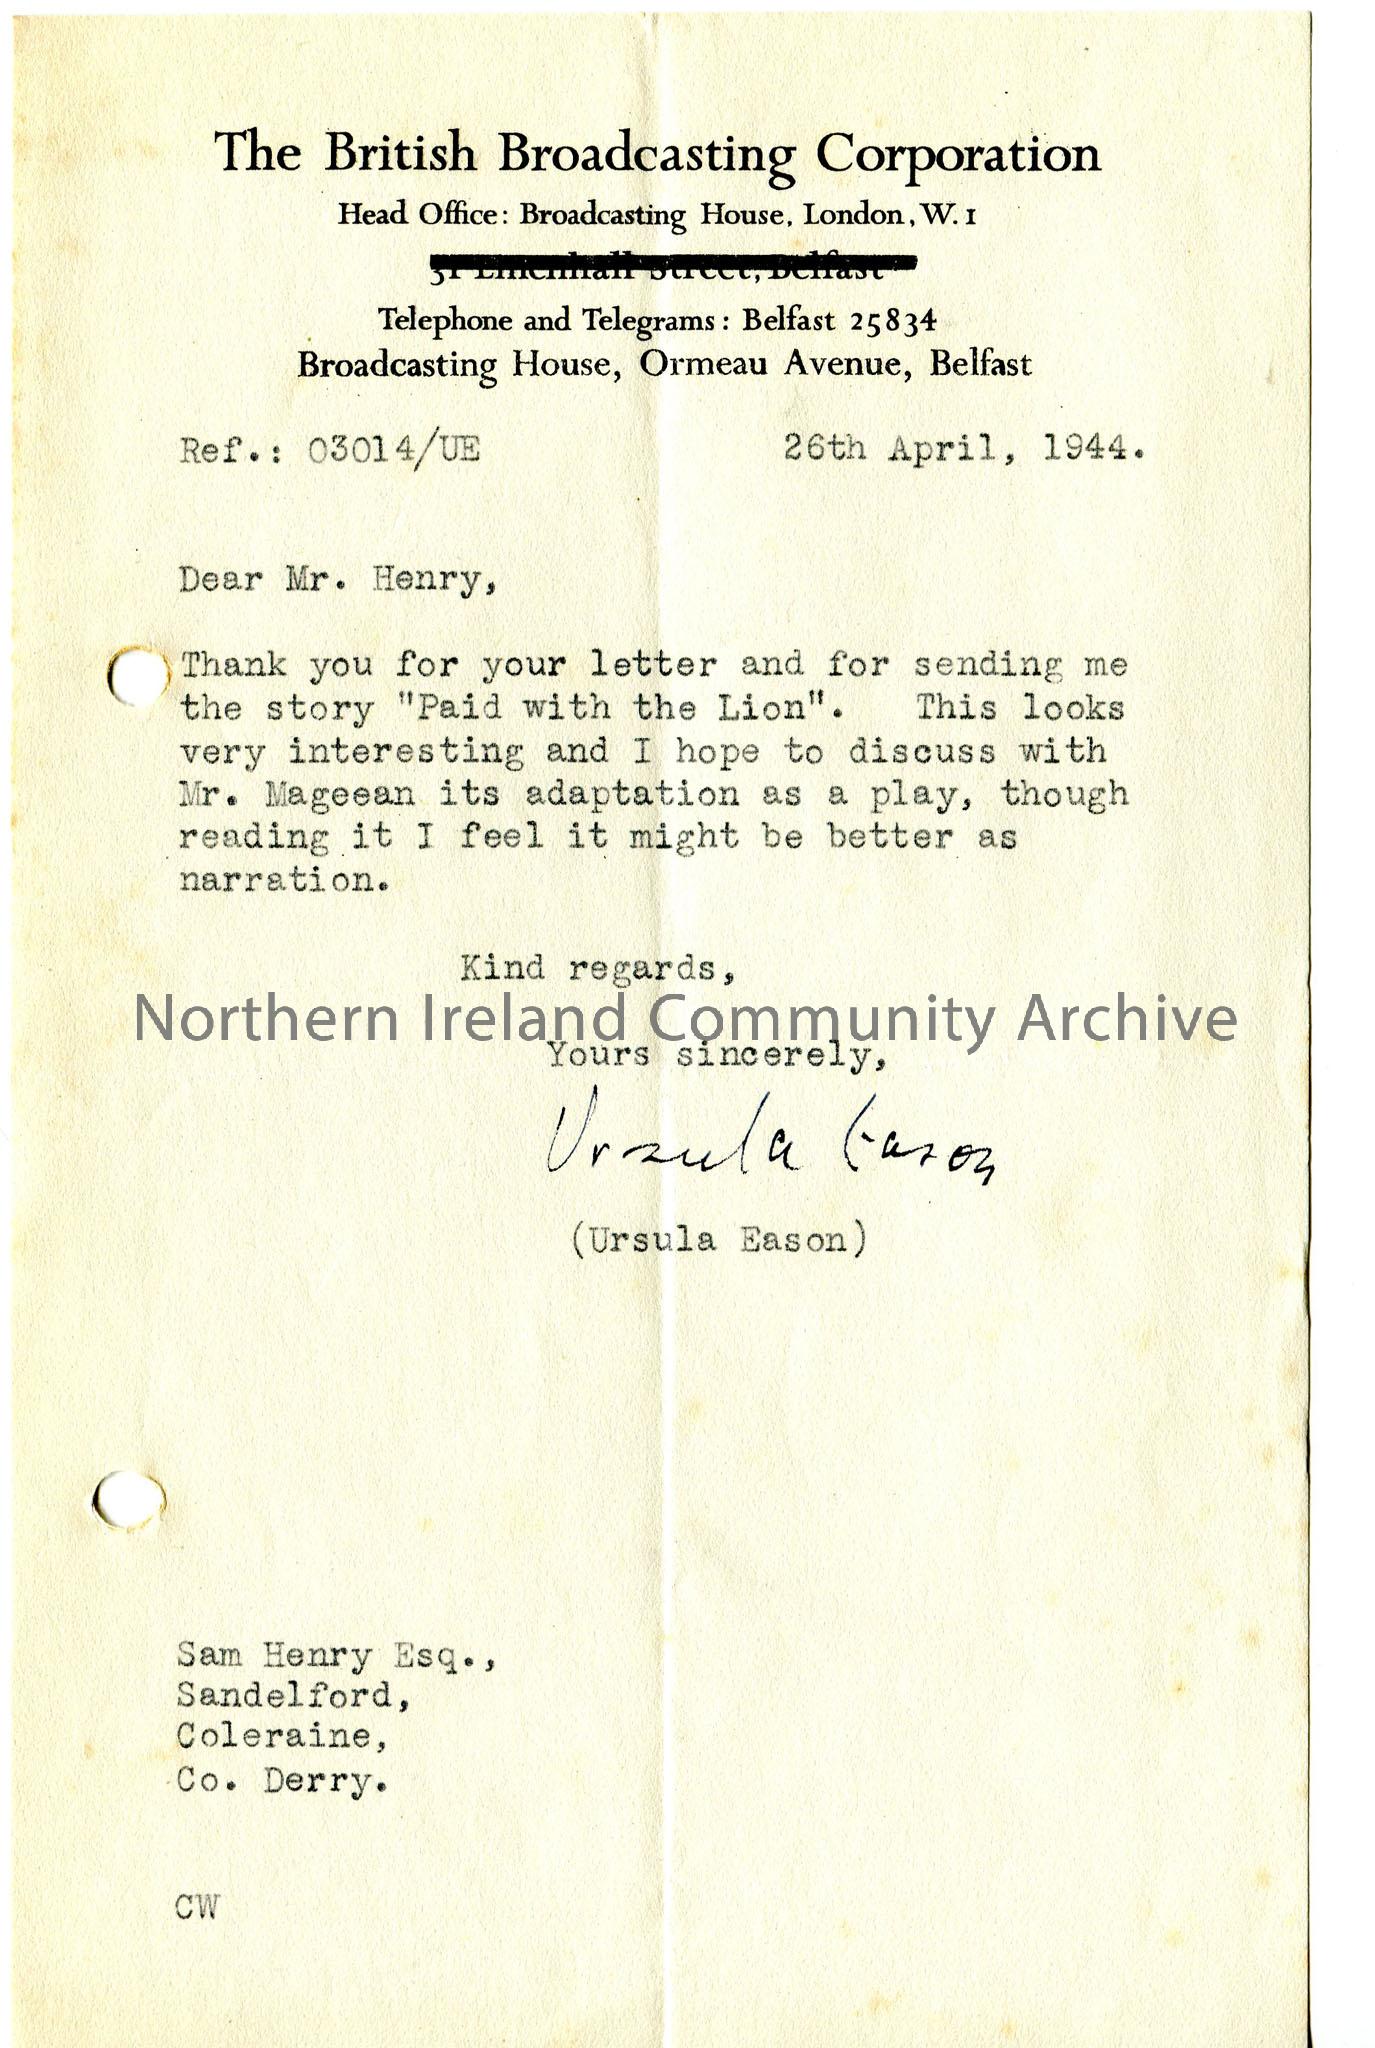 The British Broadcasting Corporation
Head Office: Broadcasting House, London, W.1
31 Linenhall Street, Belfast
Telephone and Telegrams: Belfast 25834
Broadcasting House, Ormeau Avenue, Belfast
Ref.: 03014/UE 26th April, 1944.
Dear Mr. Henry,
Thank you for your letter and for sending me
the story "Paid with the Lion". This looks
very interesting and I hope to discuss with
Mr. Mageean its adaptation as a play, though
reading it I feel it might be better as
narration.
Kind regards,
Northern Ireland Community Archive
Yours sincerely,
Ursula Eason
(Ursula Eason)
Sam Henry Esq.,
Sandelford,
Coleraine,
Co. Derry.
CW